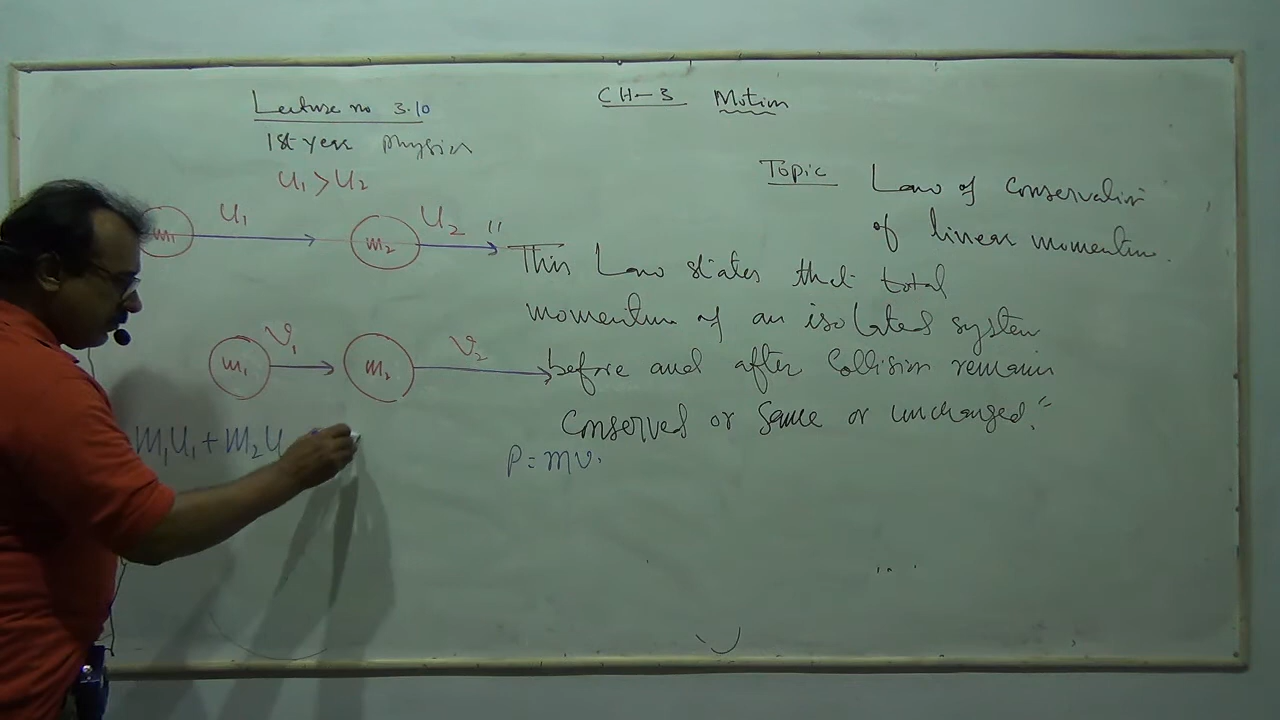 CH-3 Motion
Lecture no 3.10
1st year physics
U₁ > U₂
Topic Law of Conservation
of linear momentum.
m₁ U₁ m₂ U₂
"This Law states that total
momentum of an isolated system
before and after Collision remain
Conserved or Same or unchanged."
m₁ V₁ m₂ V₂
m₁U₁ + m₂U
P = mv.